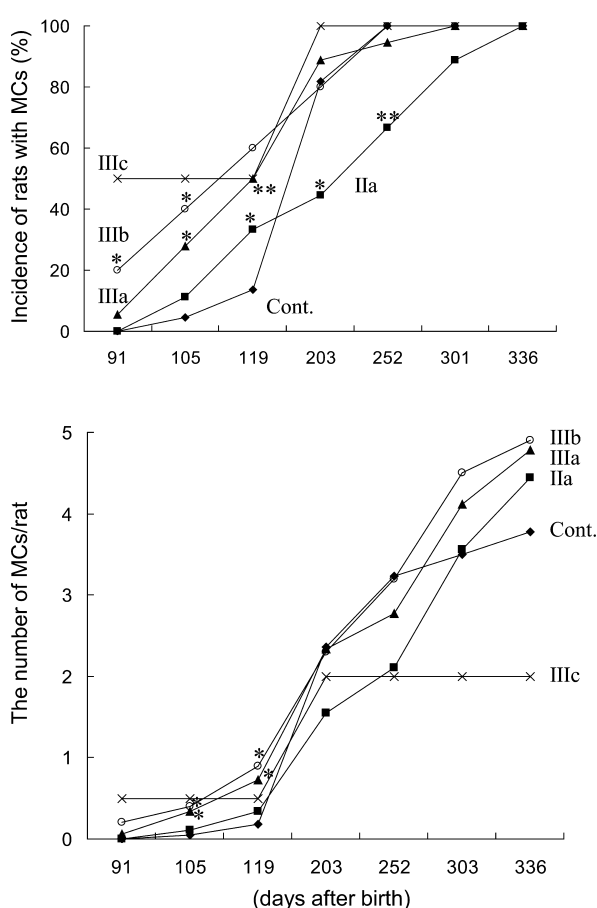 Incidence of rats with MCs (%)
100
80
60
40
20
0
IIIc
IIIb
IIIa
IIa
Cont.
*
*
*
**
*
*
**
91 105 119 203 252 301 336
The number of MCs/rat
5
4
3
2
1
0
IIIb
IIIa
IIa
Cont.
IIIc
*
*
*
*
91 105 119 203 252 303 336
(days after birth)